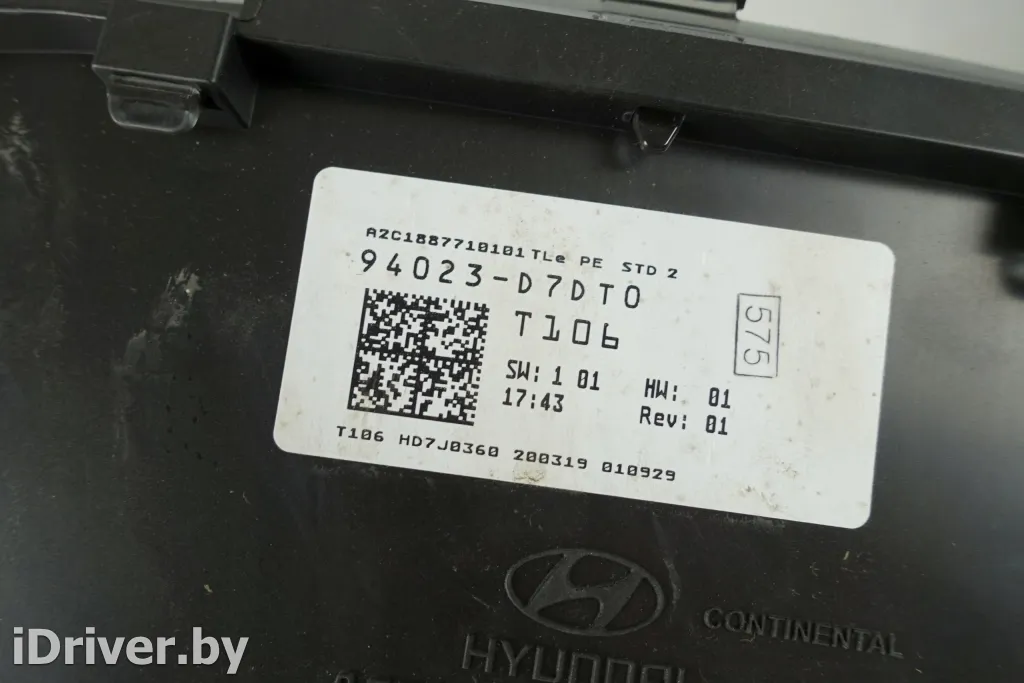 A2C1887710101 TLe PE STD 2
94023-D7DT0
T106
575
SW: 1 01 HW: 01
17:43 Rev: 01
T106 HD7J0360 200319 010929
CONTINENTAL
HYUNDAI
iDriver.by